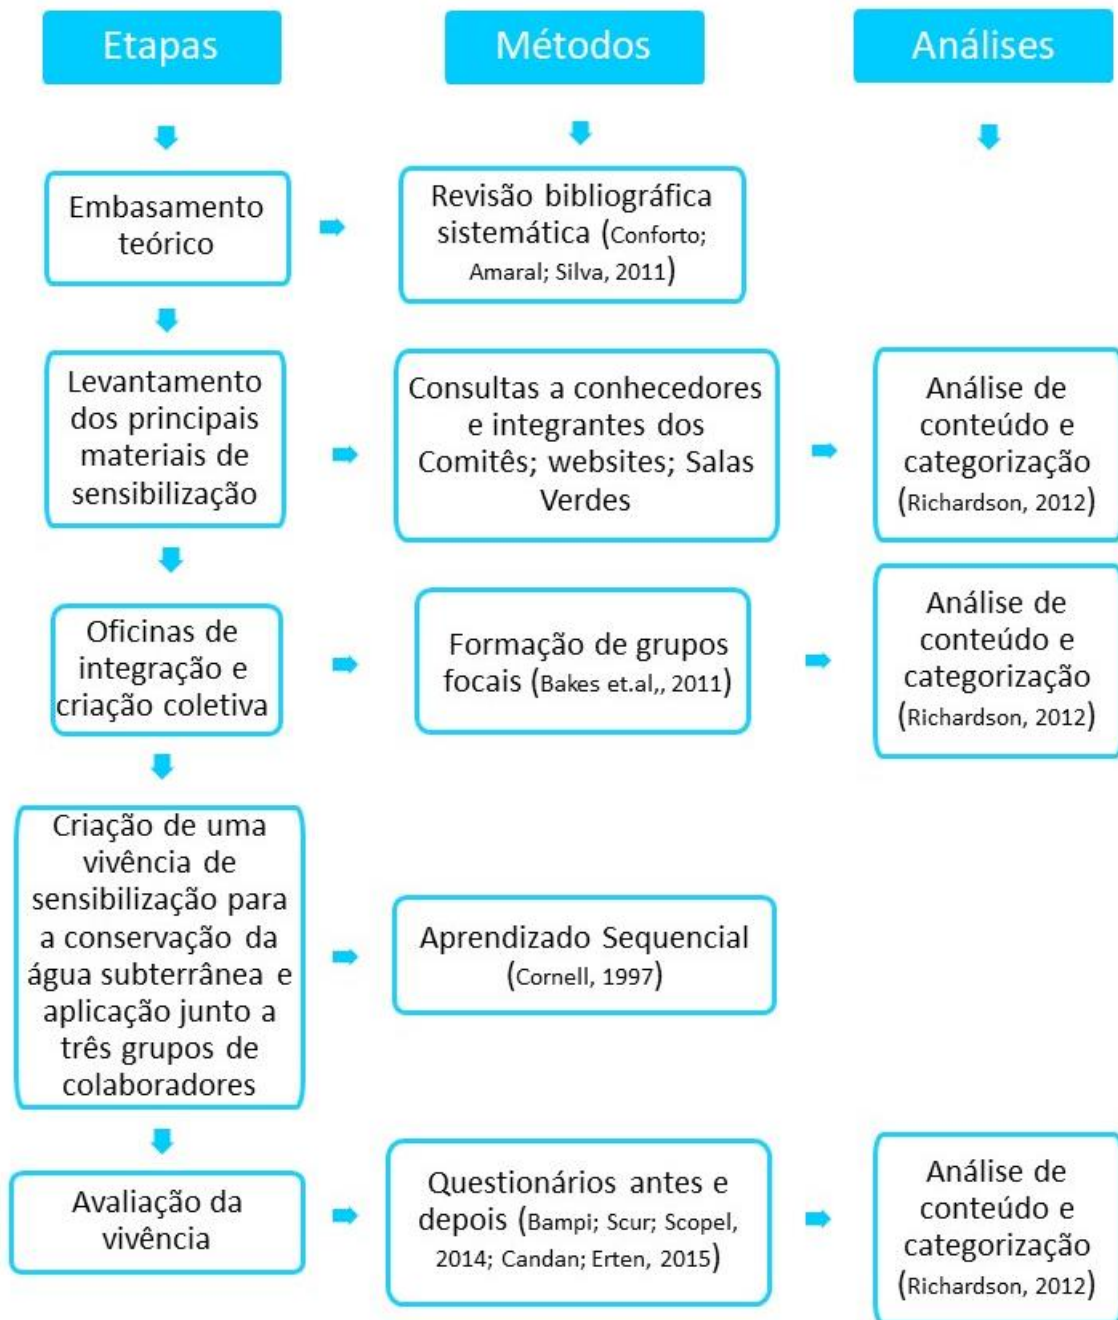 Etapas
Métodos
Análises
Embasamento
teórico
Revisão bibliográfica
sistemática (Conforto;
Amaral; Silva, 2011)
Levantamento
dos principais
materiais de
sensibilização
Consultas a conhecedores
e integrantes dos
Comitês; websites; Salas
Verdes
Análise de
conteúdo e
categorização
(Richardson, 2012)
Oficinas de
integração e
criação coletiva
Formação de grupos
focais (Bakes et.al,, 2011)
Análise de
conteúdo e
categorização
(Richardson, 2012)
Criação de uma
vivência de
sensibilização para
a conservação da
água subterrânea e
aplicação junto a
três grupos de
colaboradores
Aprendizado Sequencial
(Cornell, 1997)
Avaliação da
vivência
Questionários antes e
depois (Bampi; Scur; Scopel,
2014; Candan; Erten, 2015)
Análise de
conteúdo e
categorização
(Richardson, 2012)